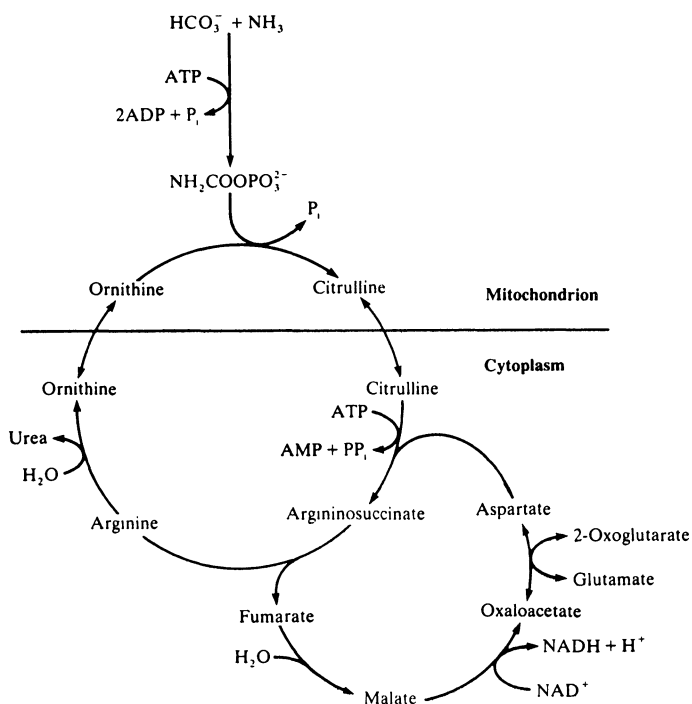 HCO₃⁻ + NH₃
ATP
2ADP + Pᵢ
NH₂COOPO₃²⁻
Pᵢ
Ornithine
Citrulline
Mitochondrion
Cytoplasm
Ornithine
Citrulline
ATP
Urea
AMP + PPᵢ
H₂O
Arginine
Argininosuccinate
Aspartate
2-Oxoglutarate
Glutamate
Fumarate
Oxaloacetate
H₂O
NADH + H⁺
Malate
NAD⁺